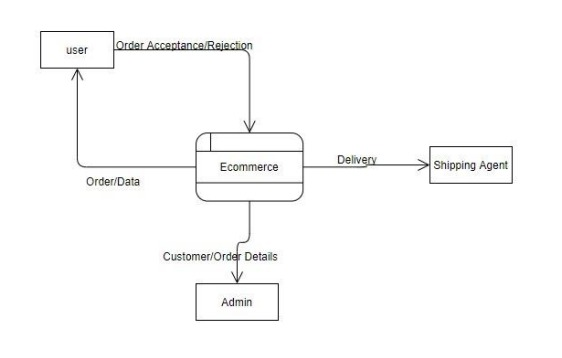 user
Order Acceptance/Rejection
Ecommerce
Delivery
Shipping Agent
Order/Data
Customer/Order Details
Admin